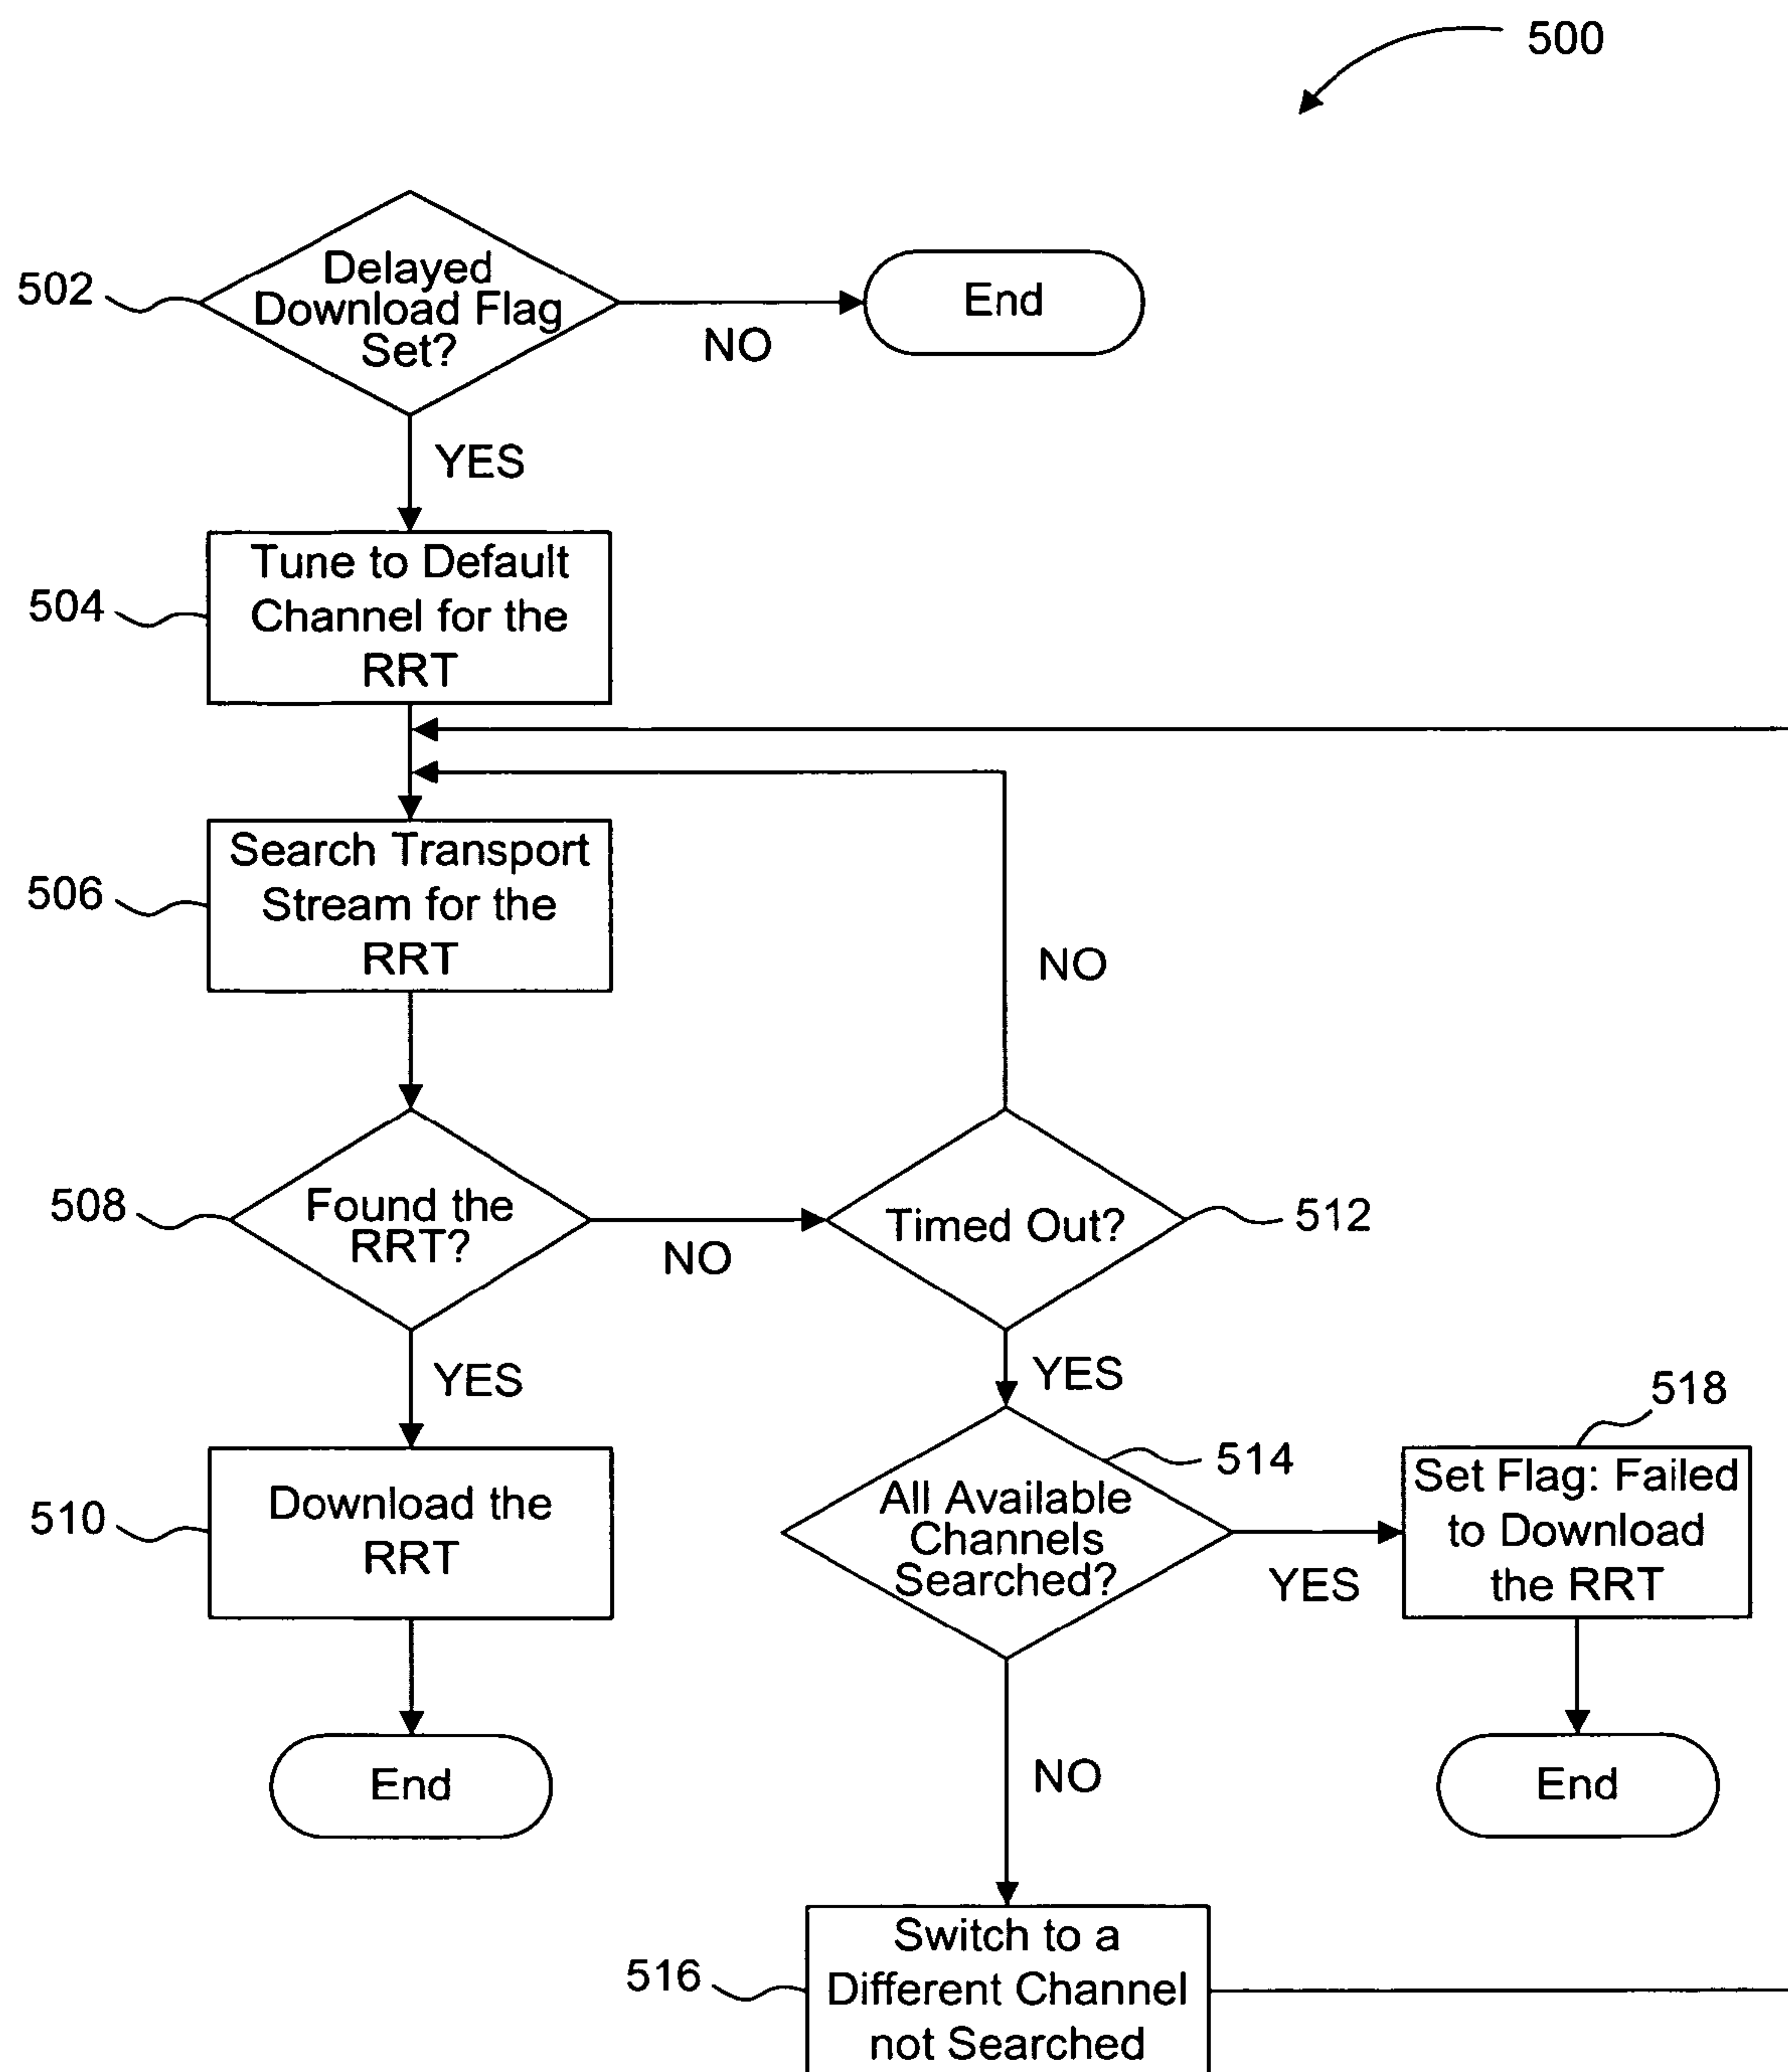 500
502
Delayed
Download Flag
Set?
NO
End
YES
504
Tune to Default
Channel for the
RRT
506
Search Transport
Stream for the
RRT
NO
508
Found the
RRT?
NO
Timed Out?
512
YES
YES
510
Download the
RRT
514
All Available
Channels
Searched?
YES
518
Set Flag: Failed
to Download
the RRT
End
NO
End
516
Switch to a
Different Channel
not Searched